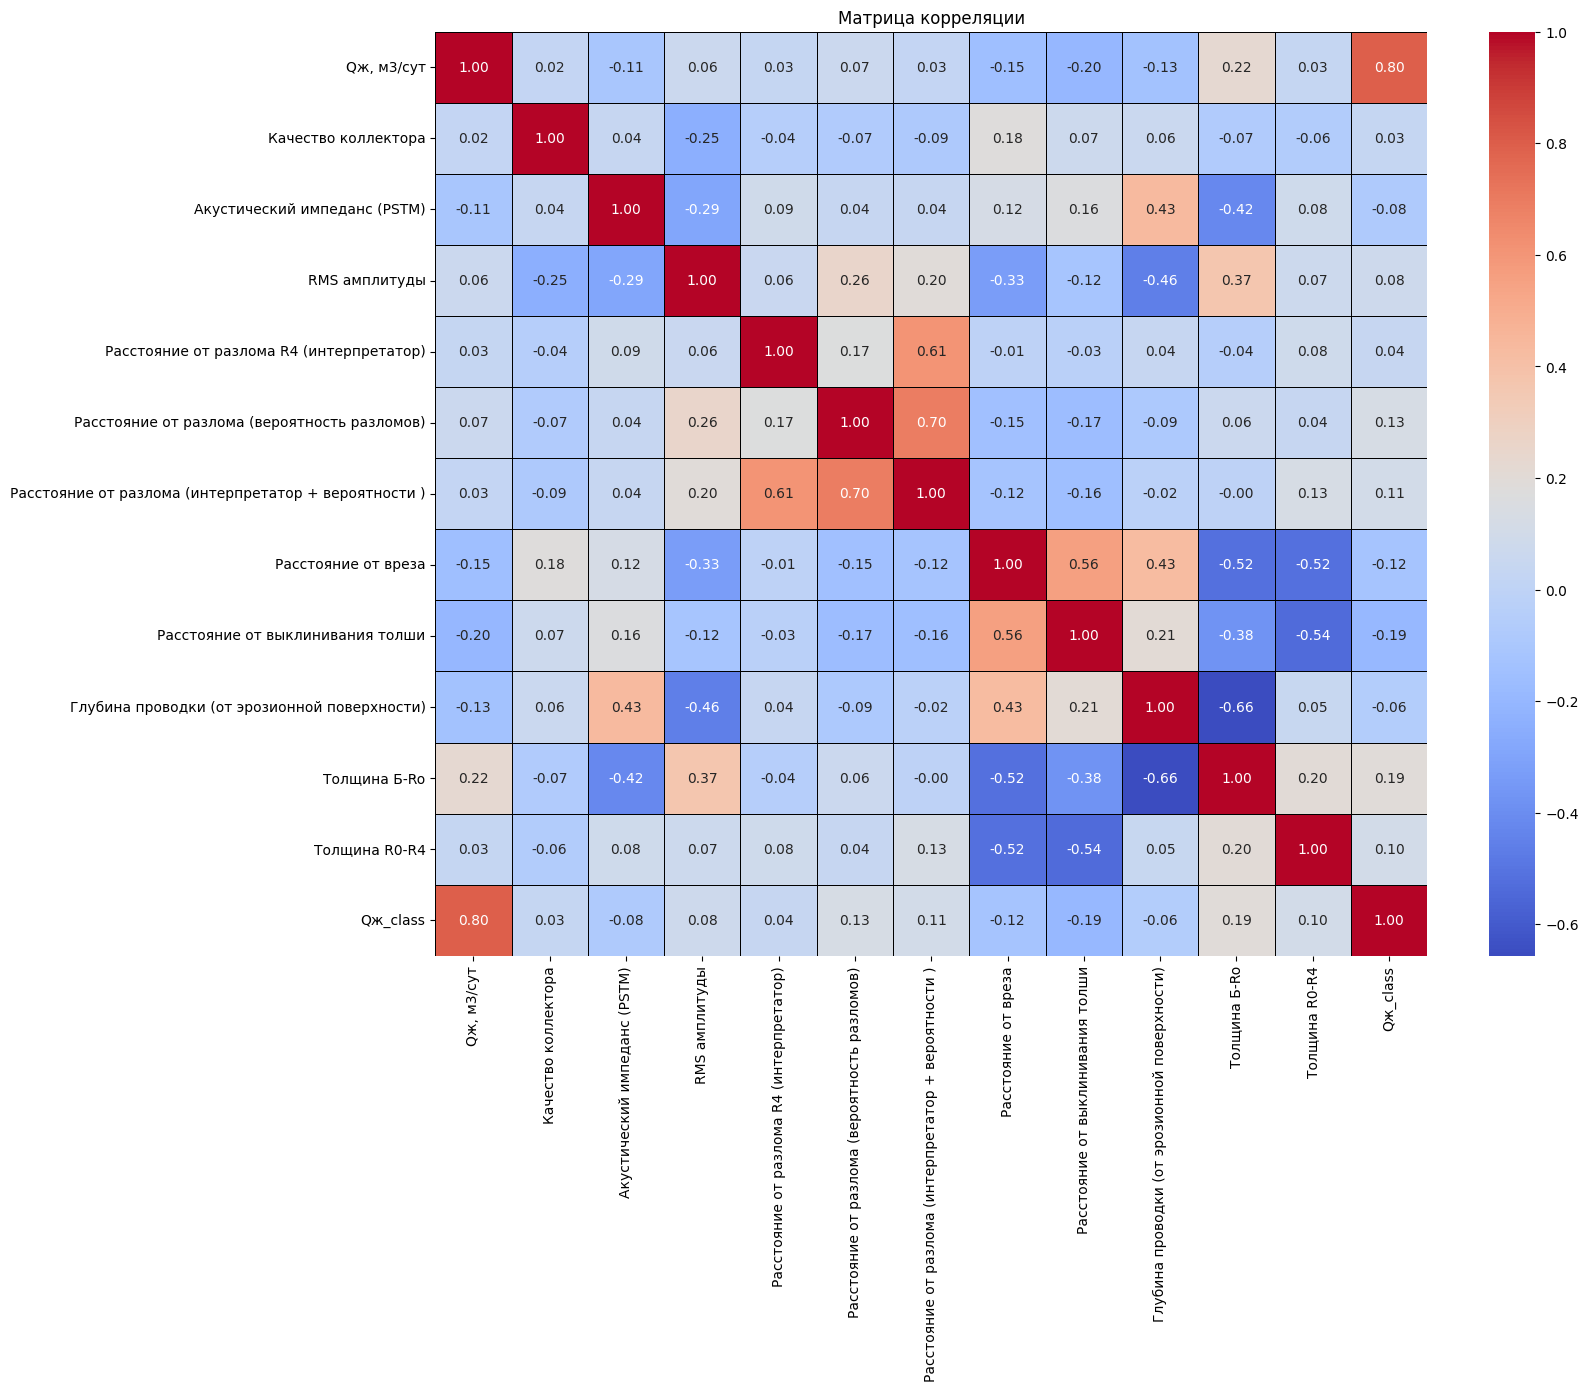 Матрица корреляции
Qж, м3/сут 1.00 0.02 -0.11 0.06 0.03 0.07 0.03 -0.15 -0.20 -0.13 0.22 0.03 0.80
Качество коллектора 0.02 1.00 0.04 -0.25 -0.04 -0.07 -0.09 0.18 0.07 0.06 -0.07 -0.06 0.03
Акустический импеданс (PSTM) -0.11 0.04 1.00 -0.29 0.09 0.04 0.04 0.12 0.16 0.43 -0.42 0.08 -0.08
RMS амплитуды 0.06 -0.25 -0.29 1.00 0.06 0.26 0.20 -0.33 -0.12 -0.46 0.37 0.07 0.08
Расстояние от разлома R4 (интерпретатор) 0.03 -0.04 0.09 0.06 1.00 0.17 0.61 -0.01 -0.03 0.04 -0.04 0.08 0.04
Расстояние от разлома (вероятность разломов) 0.07 -0.07 0.04 0.26 0.17 1.00 0.70 -0.15 -0.17 -0.09 0.06 0.04 0.13
Расстояние от разлома (интерпретатор + вероятности ) 0.03 -0.09 0.04 0.20 0.61 0.70 1.00 -0.12 -0.16 -0.02 -0.00 0.13 0.11
Расстояние от вреза -0.15 0.18 0.12 -0.33 -0.01 -0.15 -0.12 1.00 0.56 0.43 -0.52 -0.52 -0.12
Расстояние от выклинивания толши -0.20 0.07 0.16 -0.12 -0.03 -0.17 -0.16 0.56 1.00 0.21 -0.38 -0.54 -0.19
Глубина проводки (от эрозионной поверхности) -0.13 0.06 0.43 -0.46 0.04 -0.09 -0.02 0.43 0.21 1.00 -0.66 0.05 -0.06
Толщина Б-Ro 0.22 -0.07 -0.42 0.37 -0.04 0.06 -0.00 -0.52 -0.38 -0.66 1.00 0.20 0.19
Толщина R0-R4 0.03 -0.06 0.08 0.07 0.08 0.04 0.13 -0.52 -0.54 0.05 0.20 1.00 0.10
Qж_class 0.80 0.03 -0.08 0.08 0.04 0.13 0.11 -0.12 -0.19 -0.06 0.19 0.10 1.00
Qж, м3/сут
Качество коллектора
Акустический импеданс (PSTM)
RMS амплитуды
Расстояние от разлома R4 (интерпретатор)
Расстояние от разлома (вероятность разломов)
Расстояние от разлома (интерпретатор + вероятности )
Расстояние от вреза
Расстояние от выклинивания толши
Глубина проводки (от эрозионной поверхности)
Толщина Б-Ro
Толщина R0-R4
Qж_class
1.0
0.8
0.6
0.4
0.2
0.0
−0.2
−0.4
−0.6